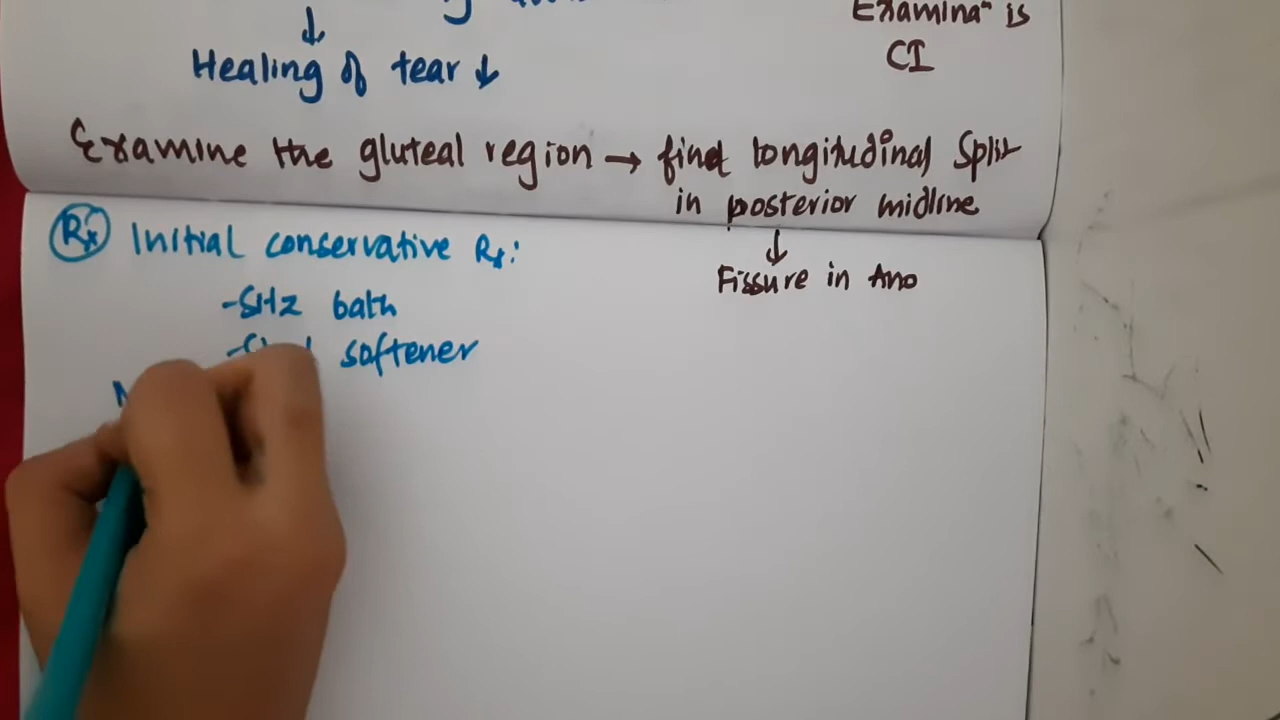 Examinaⁿ is
CI
Healing of tear ↓
Examine the gluteal region → find longitudinal Split
in posterior midline
↓
Fissure in Ano
Rx Initial conservative Rx:
- Sitz bath
- softener